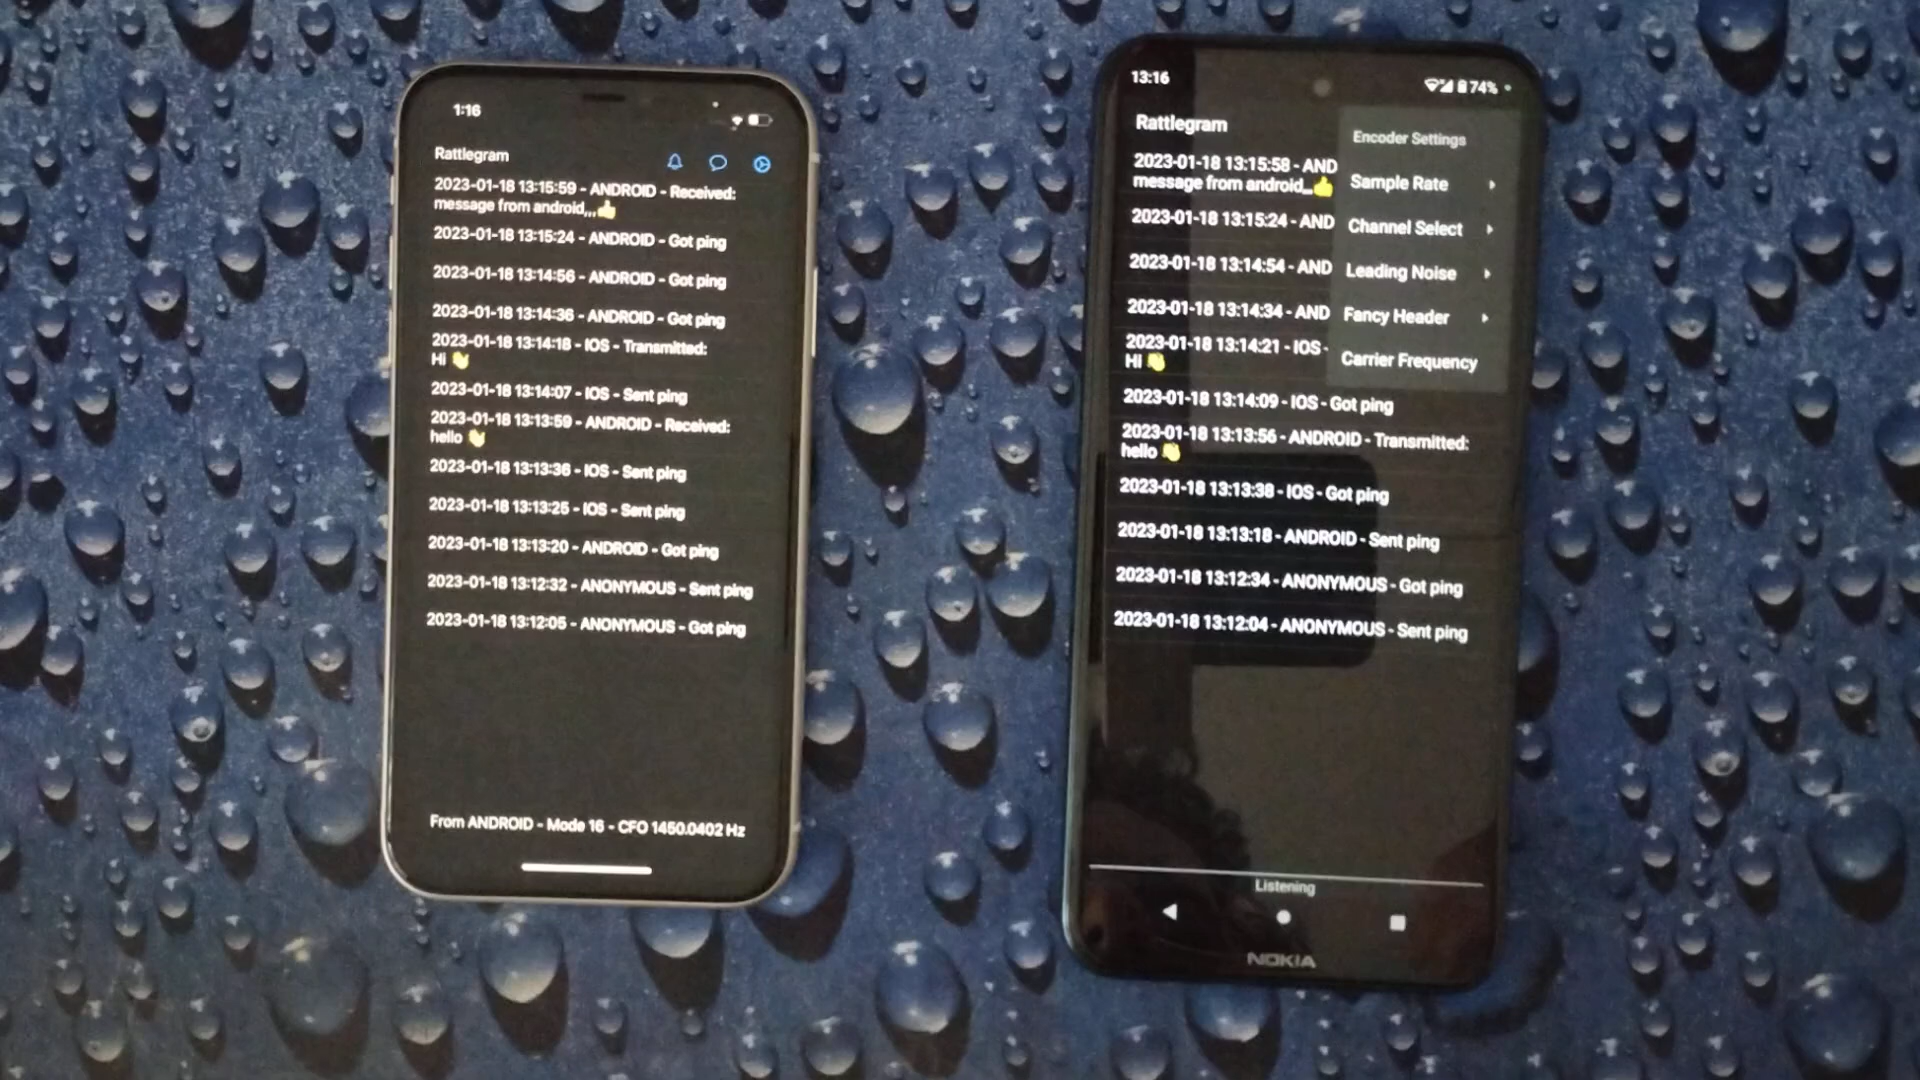 1:16
Rattlegram
2023-01-18 13:15:59 - ANDROID - Received:
message from android,,,👍
2023-01-18 13:15:24 - ANDROID - Got ping
2023-01-18 13:14:56 - ANDROID - Got ping
2023-01-18 13:14:36 - ANDROID - Got ping
2023-01-18 13:14:18 - IOS - Transmitted:
Hi 👋
2023-01-18 13:14:07 - IOS - Sent ping
2023-01-18 13:13:59 - ANDROID - Received:
hello 👋
2023-01-18 13:13:36 - IOS - Sent ping
2023-01-18 13:13:25 - IOS - Sent ping
2023-01-18 13:13:20 - ANDROID - Got ping
2023-01-18 13:12:32 - ANONYMOUS - Sent ping
2023-01-18 13:12:05 - ANONYMOUS - Got ping
From ANDROID - Mode 16 - CFO 1450.0402 Hz
13:16
74%
Rattlegram
2023-01-18 13:15:58 - AND
message from android,,,👍
2023-01-18 13:15:24 - AND
2023-01-18 13:14:54 - AND
2023-01-18 13:14:34 - AND
2023-01-18 13:14:21 - IOS -
Hi 👋
2023-01-18 13:14:09 - IOS - Got ping
2023-01-18 13:13:56 - ANDROID - Transmitted:
hello 👋
2023-01-18 13:13:38 - IOS - Got ping
2023-01-18 13:13:18 - ANDROID - Sent ping
2023-01-18 13:12:34 - ANONYMOUS - Got ping
2023-01-18 13:12:04 - ANONYMOUS - Sent ping
Encoder Settings
Sample Rate
Channel Select
Leading Noise
Fancy Header
Carrier Frequency
Listening
NOKIA